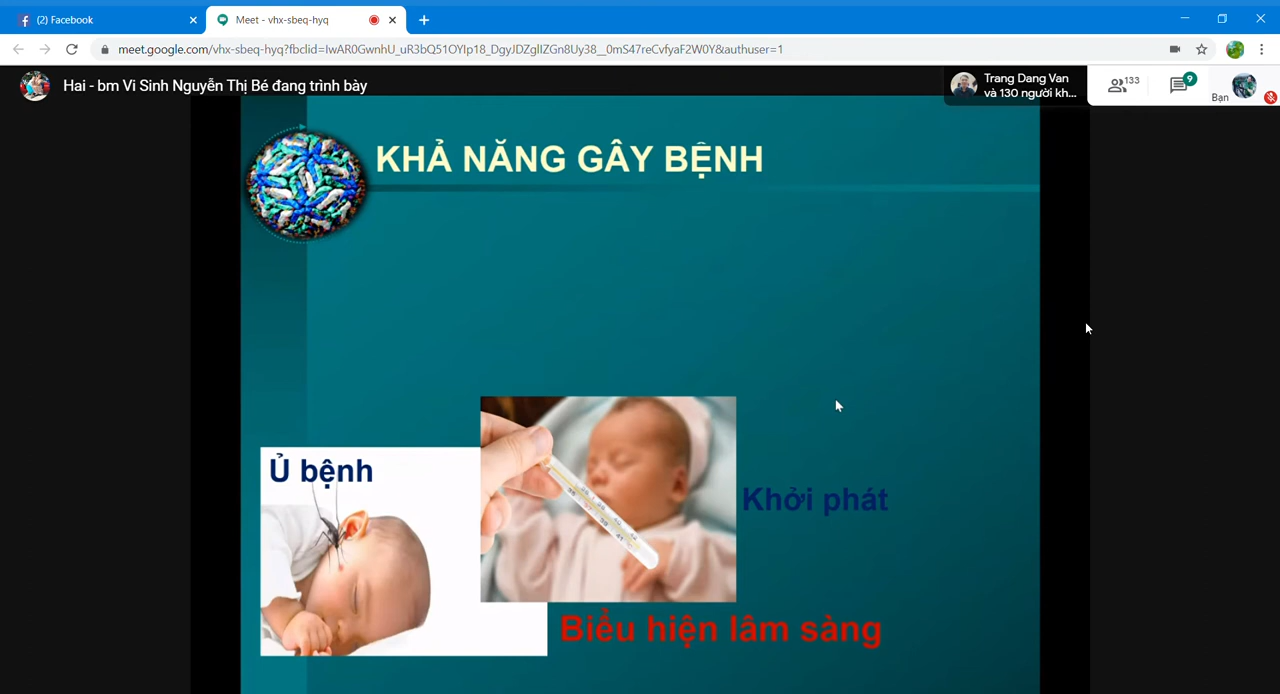 (2) Facebook
Meet - vhx-sbeq-hyq
meet.google.com/vhx-sbeq-hyq?fbclid=IwAR0GwnhU_uR3bQ51OYIp18_DgyJDZglIZGn8Uy38__0mS47reCvfyaF2W0Y&authuser=1
Hai - bm Vi Sinh Nguyễn Thị Bé đang trình bày
Trang Dang Van
và 130 người kh...
133
9
Bạn
KHẢ NĂNG GÂY BỆNH
Ủ bệnh
Khởi phát
Biểu hiện lâm sàng